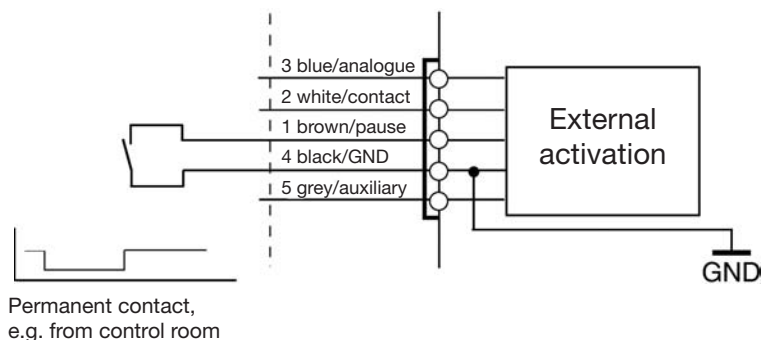 3 blue/analogue
2 white/contact
1 brown/pause
4 black/GND
5 grey/auxiliary
External
activation
GND
Permanent contact,
e.g. from control room